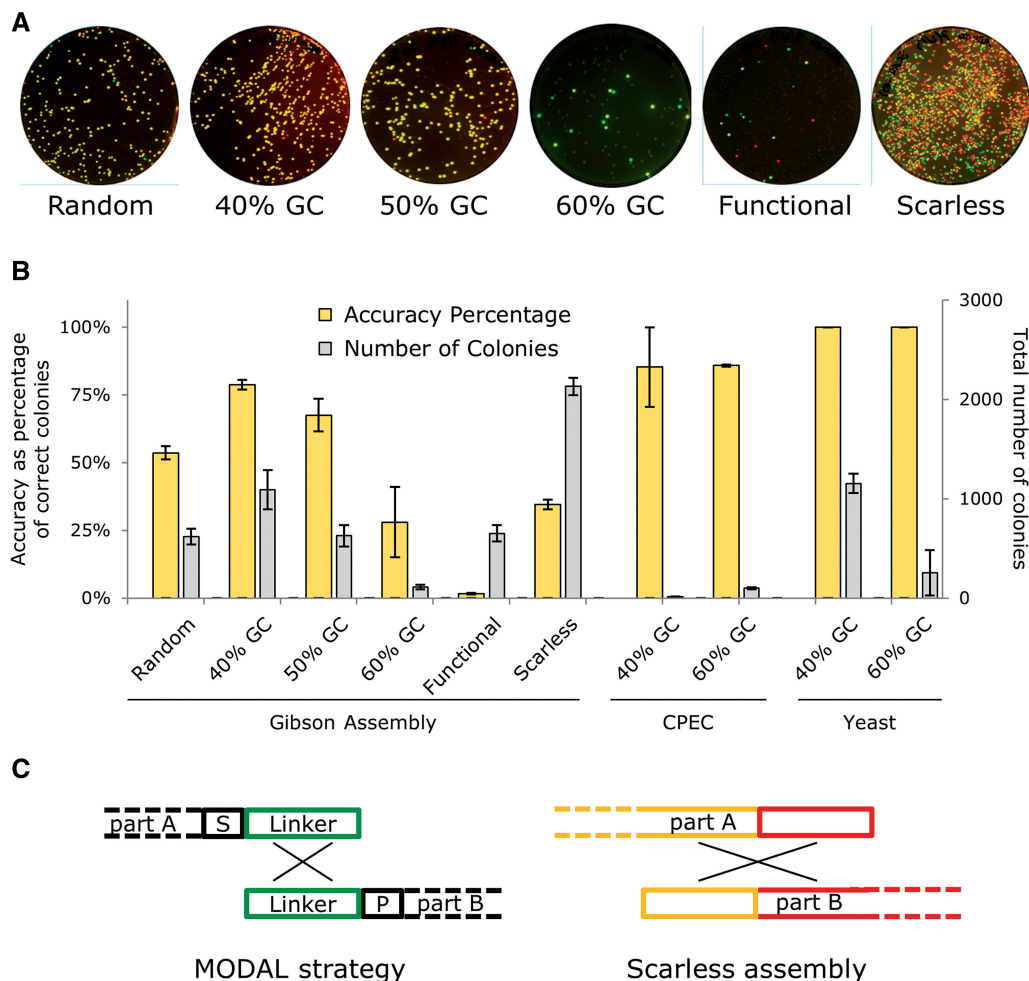 A
Random
40% GC
50% GC
60% GC
Functional
Scarless
B
Accuracy Percentage
Number of Colonies
Accuracy as percentage
of correct colonies
100%
75%
50%
25%
0%
3000
2000
1000
0
Total number of colonies
Random
40% GC
50% GC
60% GC
Functional
Scarless
40% GC
60% GC
40% GC
60% GC
Gibson Assembly
CPEC
Yeast
C
part A
S
Linker
Linker
P
part B
MODAL strategy
part A
part B
Scarless assembly